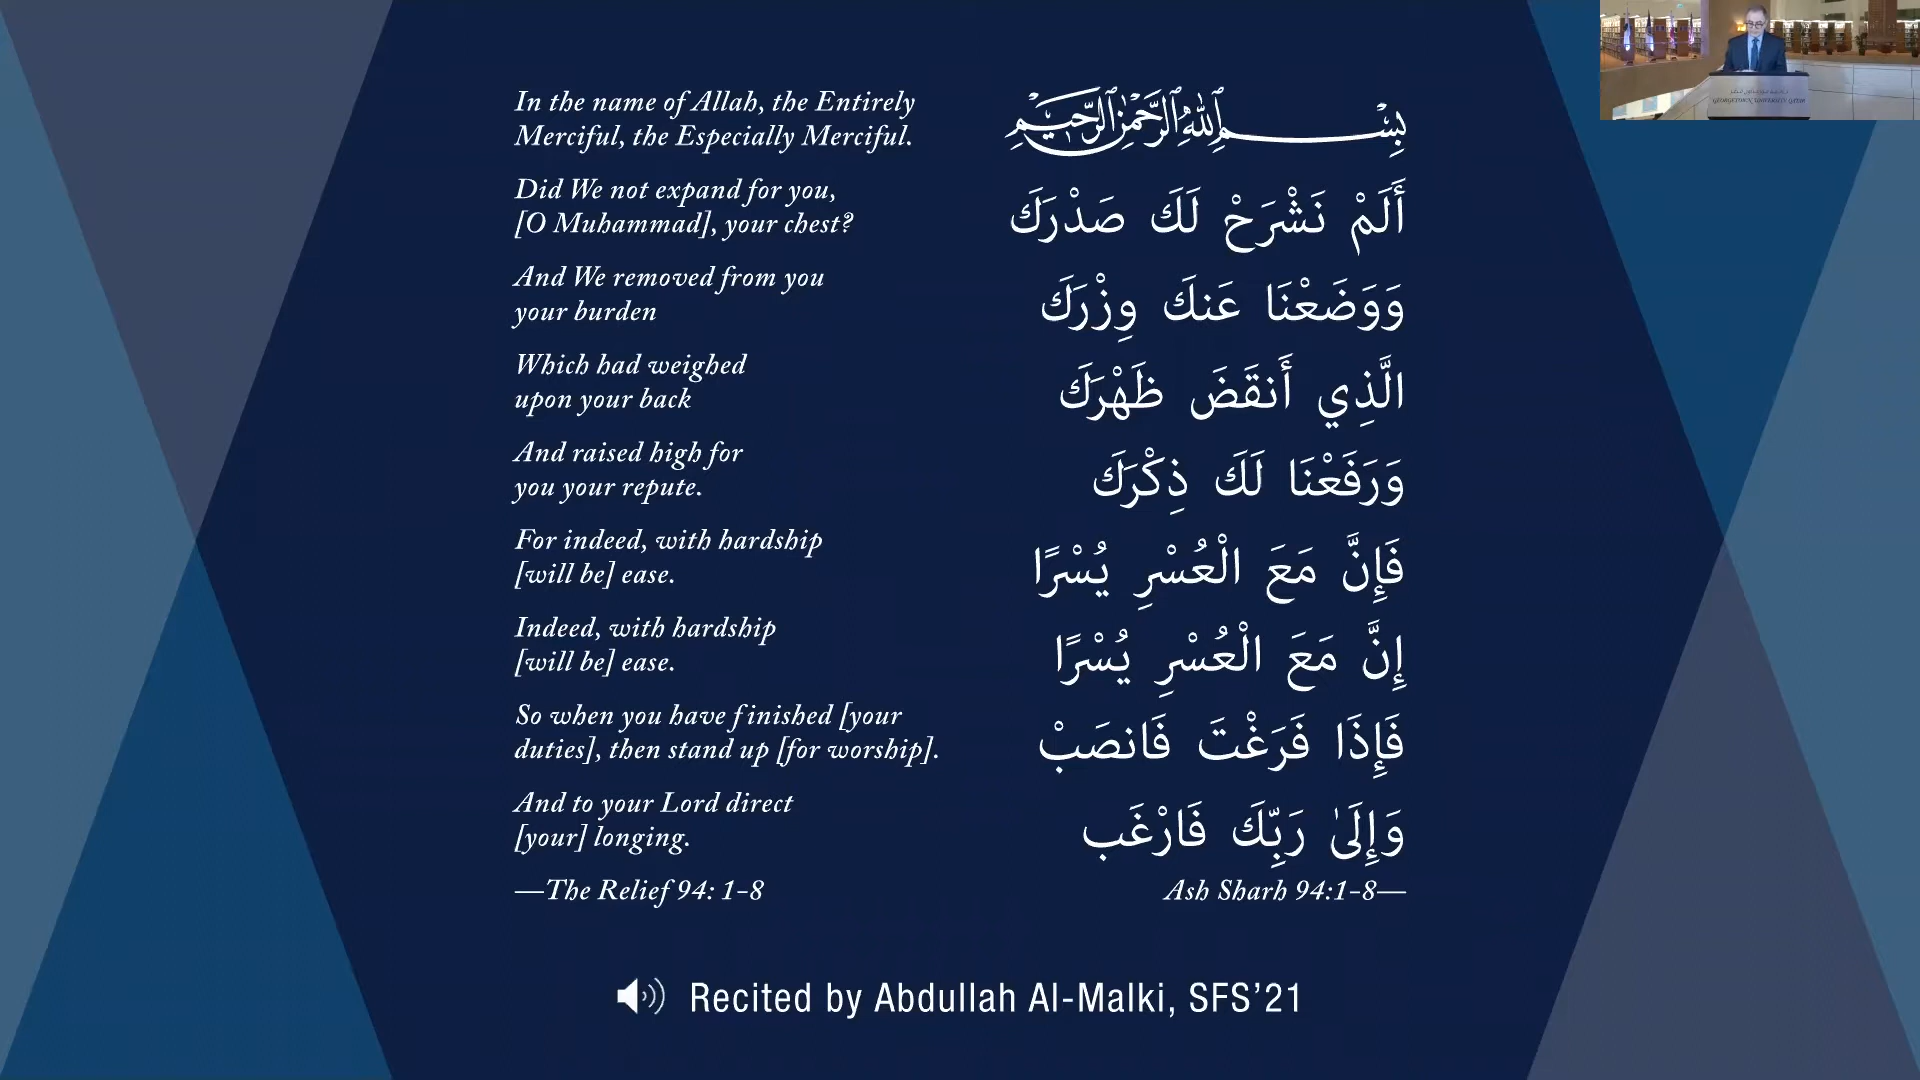 In the name of Allah, the Entirely
Merciful, the Especially Merciful.
بِسْمِ اللَّهِ الرَّحْمَٰنِ الرَّحِيمِ
Did We not expand for you,
[O Muhammad], your chest?
أَلَمْ نَشْرَحْ لَكَ صَدْرَكَ
And We removed from you
your burden
وَوَضَعْنَا عَنكَ وِزْرَكَ
Which had weighed
upon your back
الَّذِي أَنقَضَ ظَهْرَكَ
And raised high for
you your repute.
وَرَفَعْنَا لَكَ ذِكْرَكَ
For indeed, with hardship
[will be] ease.
فَإِنَّ مَعَ الْعُسْرِ يُسْرًا
Indeed, with hardship
[will be] ease.
إِنَّ مَعَ الْعُسْرِ يُسْرًا
So when you have finished [your
duties], then stand up [for worship].
فَإِذَا فَرَغْتَ فَانصَبْ
And to your Lord direct
[your] longing.
وَإِلَىٰ رَبِّكَ فَارْغَب
—The Relief 94: 1-8
Ash Sharh 94:1-8—
Recited by Abdullah Al-Malki, SFS’21
GEORGETOWN UNIVERSITY QATAR